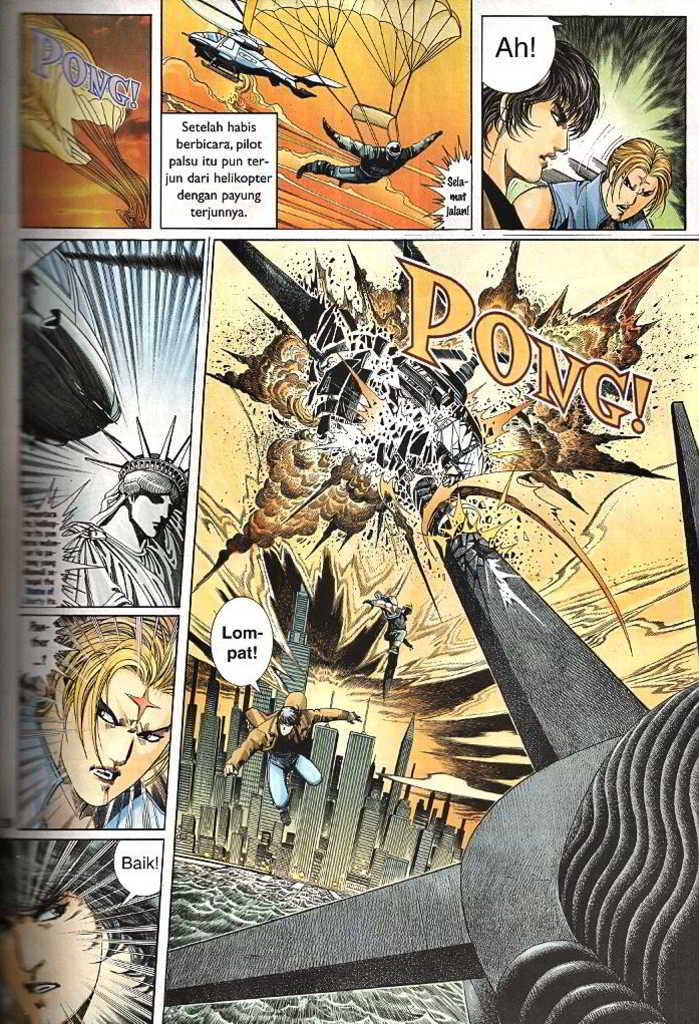 PONG!
Setelah habis
berbicara, pilot
palsu itu pun ter-
jun dari helikopter
dengan payung
terjunnya.
Sela-
mat
jalan!
Ah!
Lom-
pat!
Baik!
PONG!